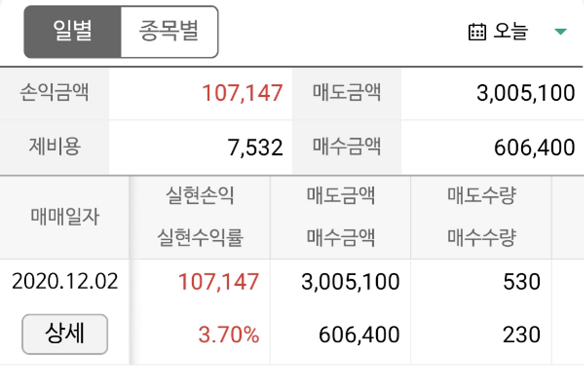 일별 종목별 오늘
손익금액 107,147 매도금액 3,005,100
제비용 7,532 매수금액 606,400
매매일자 실현손익 매도금액 매도수량
실현수익률 매수금액 매수수량
2020.12.02 107,147 3,005,100 530
상세 3.70% 606,400 230